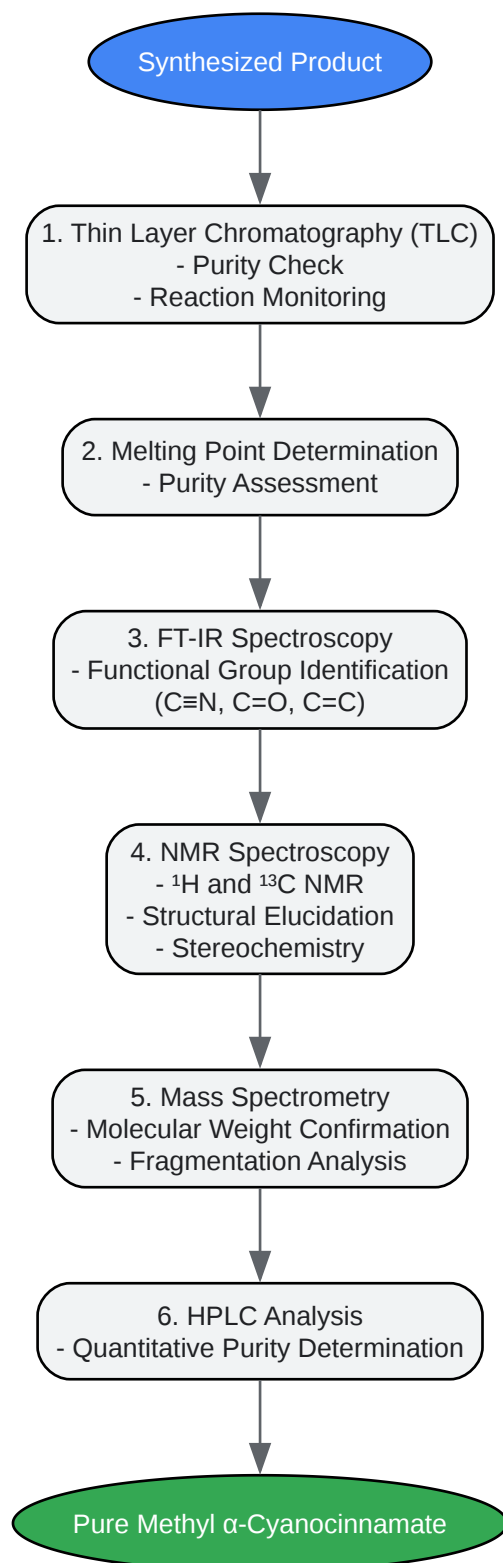 Synthesized Product
1. Thin Layer Chromatography (TLC)
- Purity Check
- Reaction Monitoring
2. Melting Point Determination
- Purity Assessment
3. FT-IR Spectroscopy
- Functional Group Identification
(C≡N, C=O, C=C)
4. NMR Spectroscopy
- ¹H and ¹³C NMR
- Structural Elucidation
- Stereochemistry
5. Mass Spectrometry
- Molecular Weight Confirmation
- Fragmentation Analysis
6. HPLC Analysis
- Quantitative Purity Determination
Pure Methyl α-Cyanocinnamate